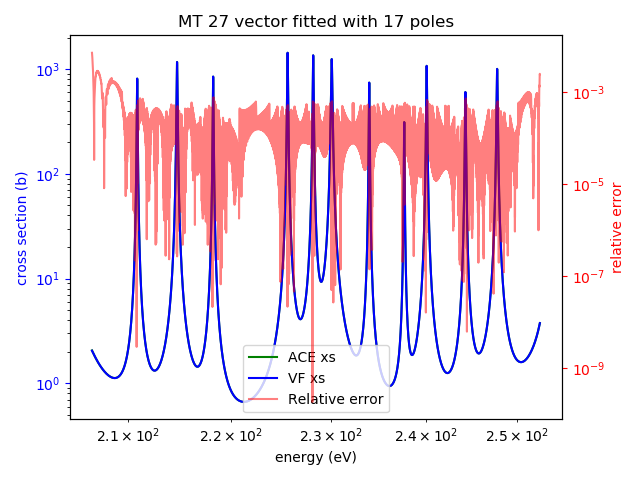 MT 27 vector fitted with 17 poles
cross section (b)
10³
10²
10¹
10⁰
10⁻³
10⁻⁵
10⁻⁷
10⁻⁹
relative error
ACE xs
VF xs
Relative error
2.1 × 10² 2.2 × 10² 2.3 × 10² 2.4 × 10² 2.5 × 10²
energy (eV)